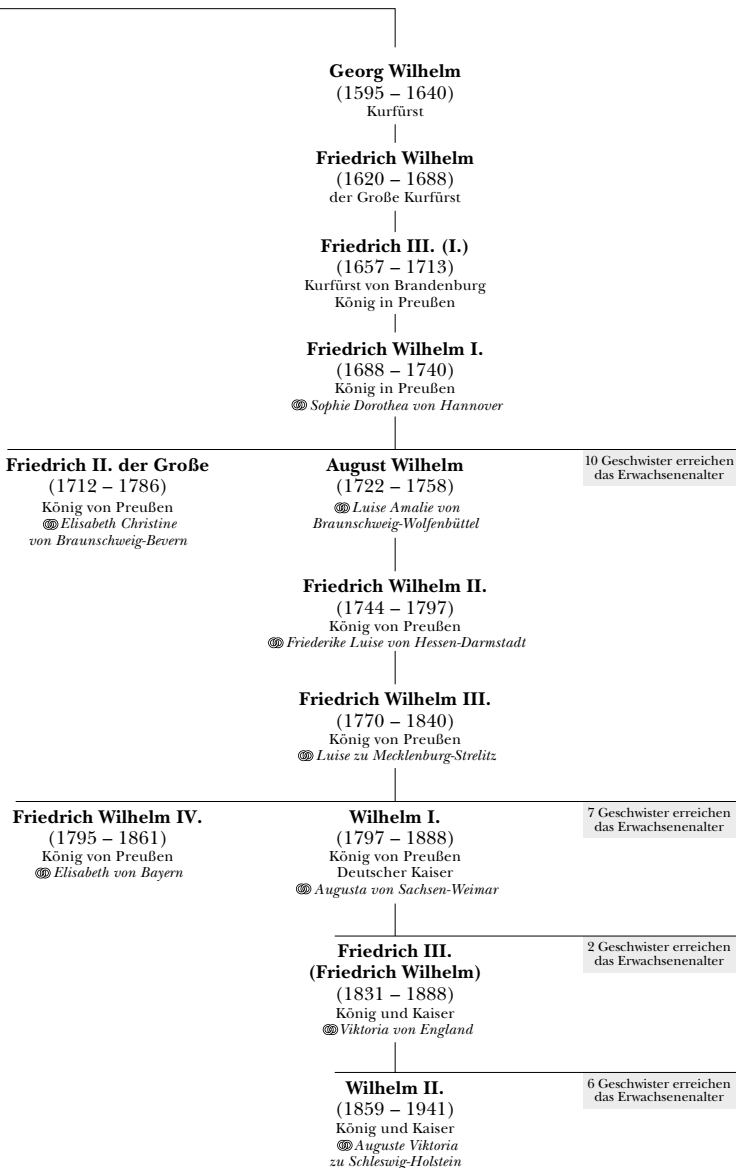 Georg Wilhelm
(1595 – 1640)
Kurfürst
Friedrich Wilhelm
(1620 – 1688)
der Große Kurfürst
Friedrich III. (I.)
(1657 – 1713)
Kurfürst von Brandenburg
König in Preußen
Friedrich Wilhelm I.
(1688 – 1740)
König in Preußen
Sophie Dorothea von Hannover
Friedrich II. der Große
(1712 – 1786)
König von Preußen
Elisabeth Christine
von Braunschweig-Bevern
August Wilhelm
(1722 – 1758)
Luise Amalie von
Braunschweig-Wolfenbüttel
10 Geschwister erreichen
das Erwachsenenalter
Friedrich Wilhelm II.
(1744 – 1797)
König von Preußen
Friederike Luise von Hessen-Darmstadt
Friedrich Wilhelm III.
(1770 – 1840)
König von Preußen
Luise zu Mecklenburg-Strelitz
Friedrich Wilhelm IV.
(1795 – 1861)
König von Preußen
Elisabeth von Bayern
Wilhelm I.
(1797 – 1888)
König von Preußen
Deutscher Kaiser
Augusta von Sachsen-Weimar
7 Geschwister erreichen
das Erwachsenenalter
Friedrich III.
(Friedrich Wilhelm)
(1831 – 1888)
König und Kaiser
Viktoria von England
2 Geschwister erreichen
das Erwachsenenalter
Wilhelm II.
(1859 – 1941)
König und Kaiser
Auguste Viktoria
zu Schleswig-Holstein
6 Geschwister erreichen
das Erwachsenenalter